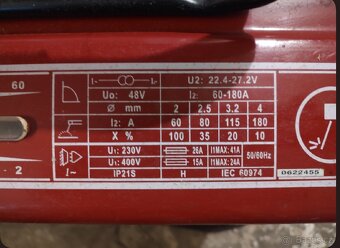 60
- 2
U2: 22.4-27.2V
Uo: 48V
I2: 60-180A
Ø mm 2 2.5 3.2 4
I2: A 60 80 115 180
X % 100 35 20 10
U1: 230V 26A I1MAX: 41A 50/60Hz
U1: 400V 15A I1MAX: 24A
1~ IP21S H IEC 60974
0622455